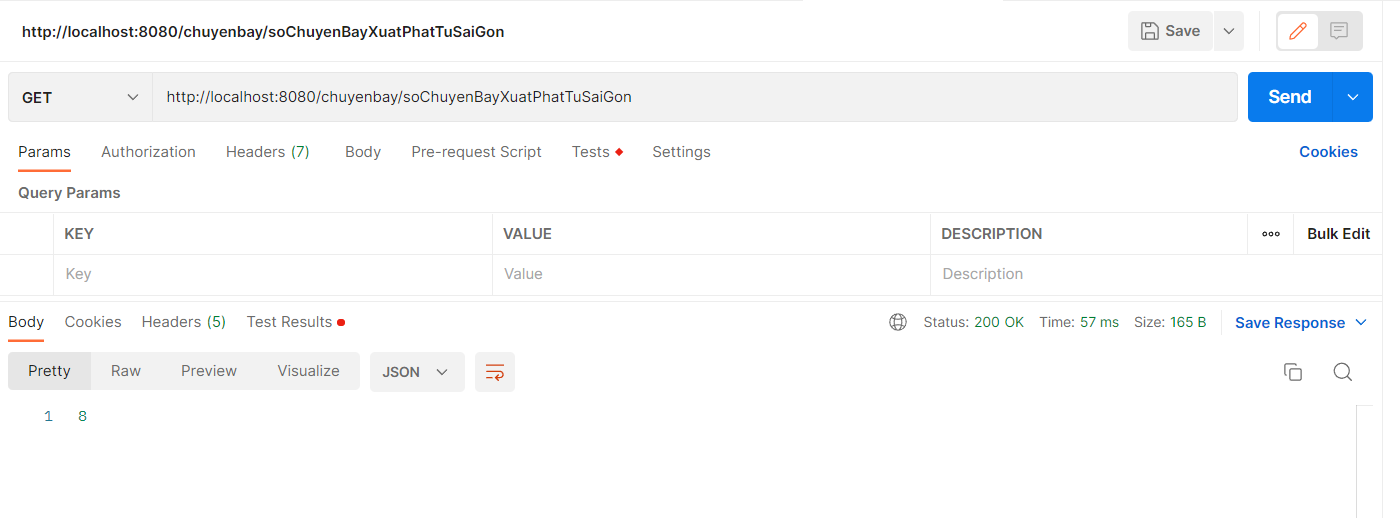 http://localhost:8080/chuyenbay/soChuyenBayXuatPhatTuSaiGon Save
GET http://localhost:8080/chuyenbay/soChuyenBayXuatPhatTuSaiGon Send
Params Authorization Headers (7) Body Pre-request Script Tests Settings Cookies
Query Params
KEY VALUE DESCRIPTION ooo Bulk Edit
Key Value Description
Body Cookies Headers (5) Test Results Status: 200 OK Time: 57 ms Size: 165 B Save Response
Pretty Raw Preview Visualize JSON
1 8